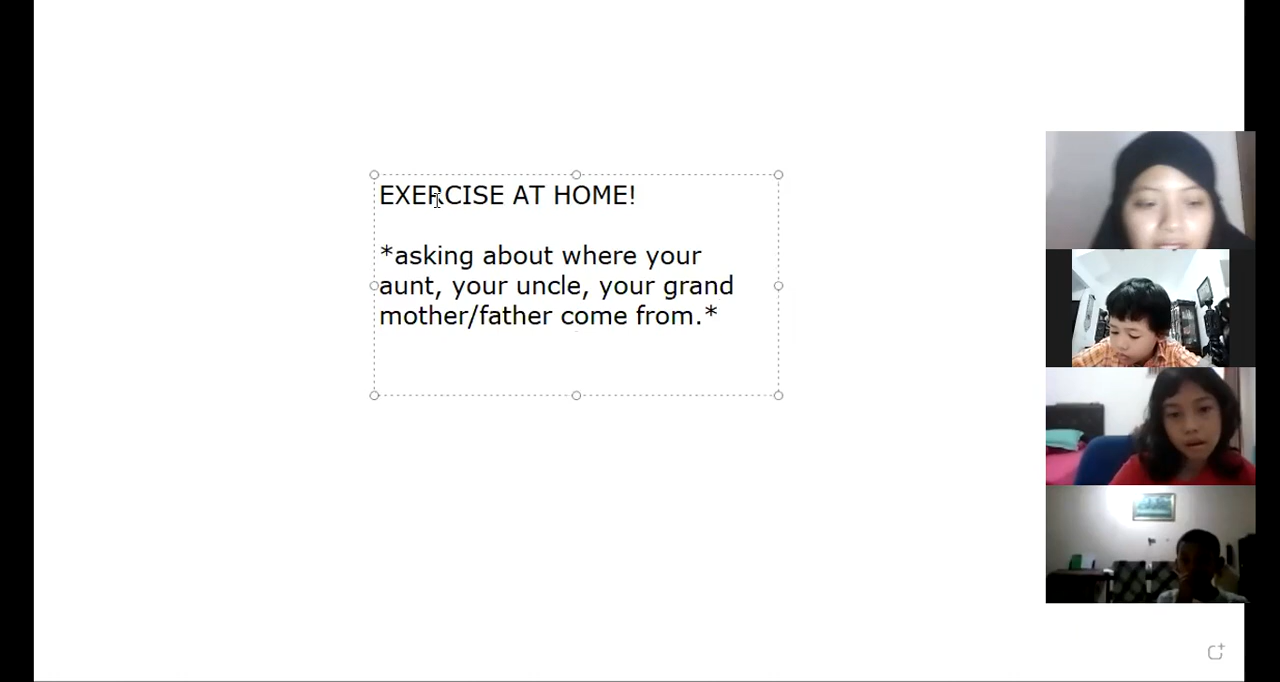 EXERCISE AT HOME!
*asking about where your
aunt, your uncle, your grand
mother/father come from.*